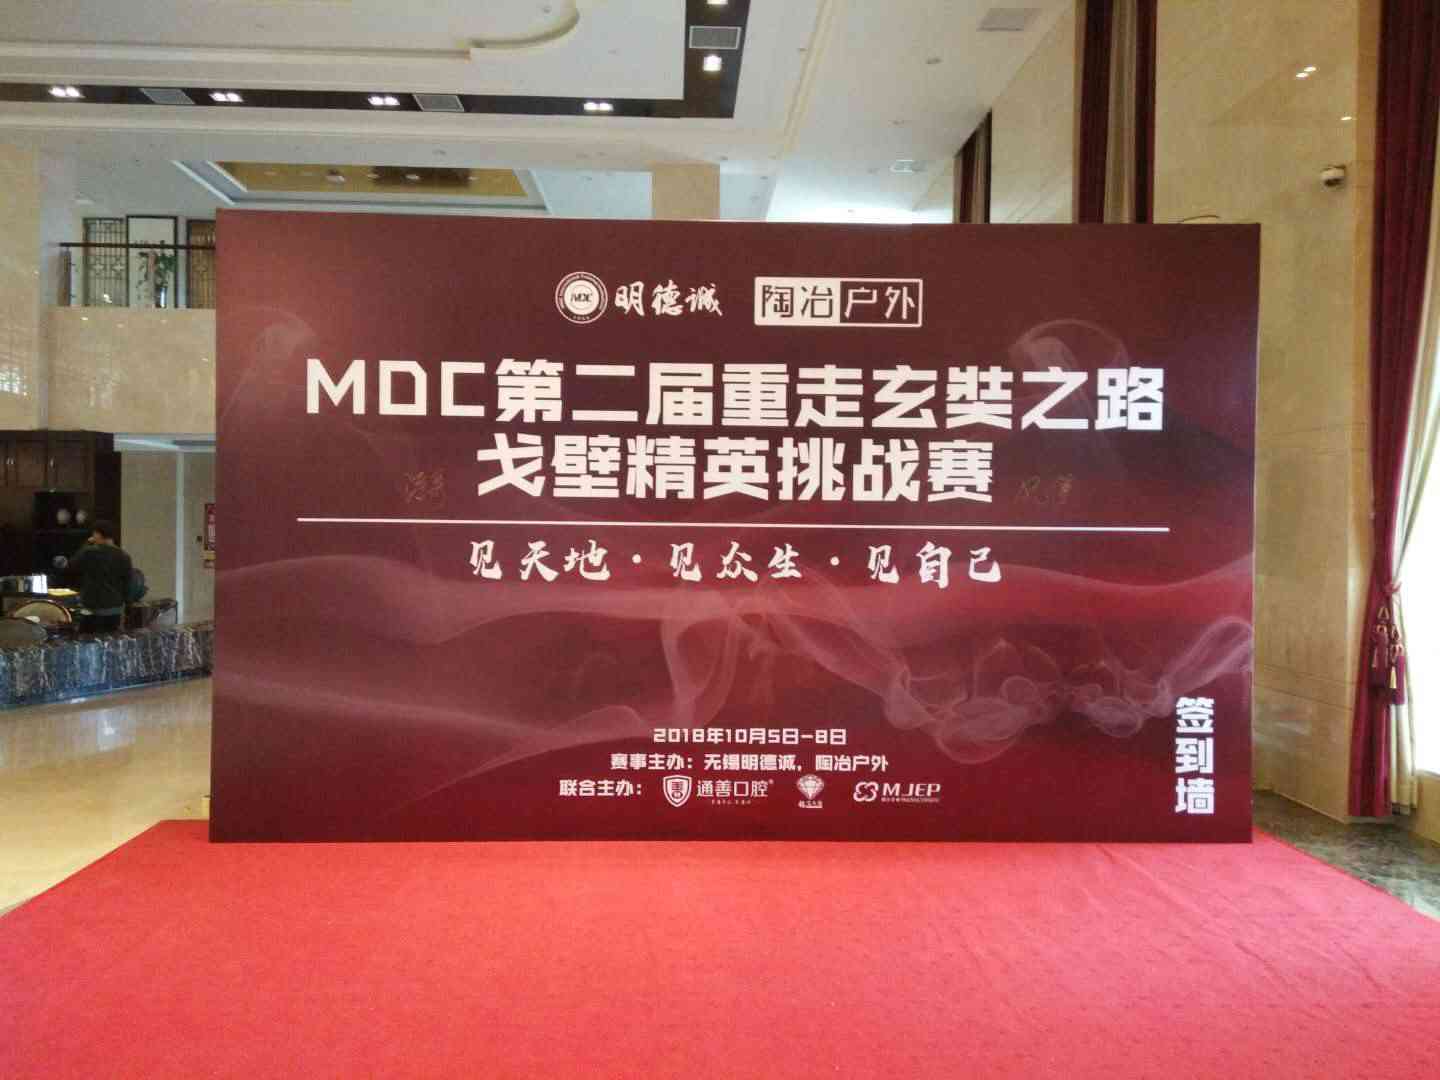 MDC 明德诚 陶冶户外
MDC第二届重走玄奘之路
戈壁精英挑战赛
见天地·见众生·见自己
2018年10月5日-8日
赛事主办：无锡明德诚，陶冶户外
联合主办： 通善口腔® MJEP
签到墙